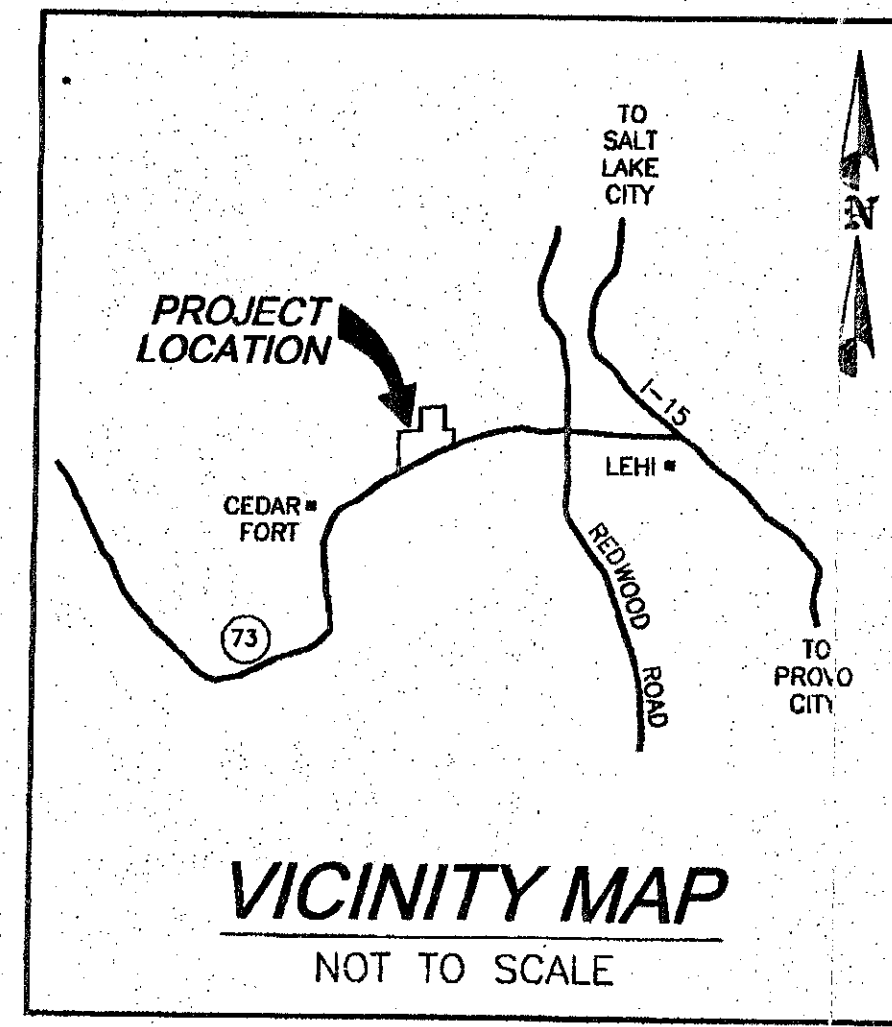 TO
SALT
LAKE
CITY
N
PROJECT
LOCATION
I-15
LEHI
CEDAR
FORT
REDWOOD ROAD
73
TO
PROVO
CITY
VICINITY MAP
NOT TO SCALE